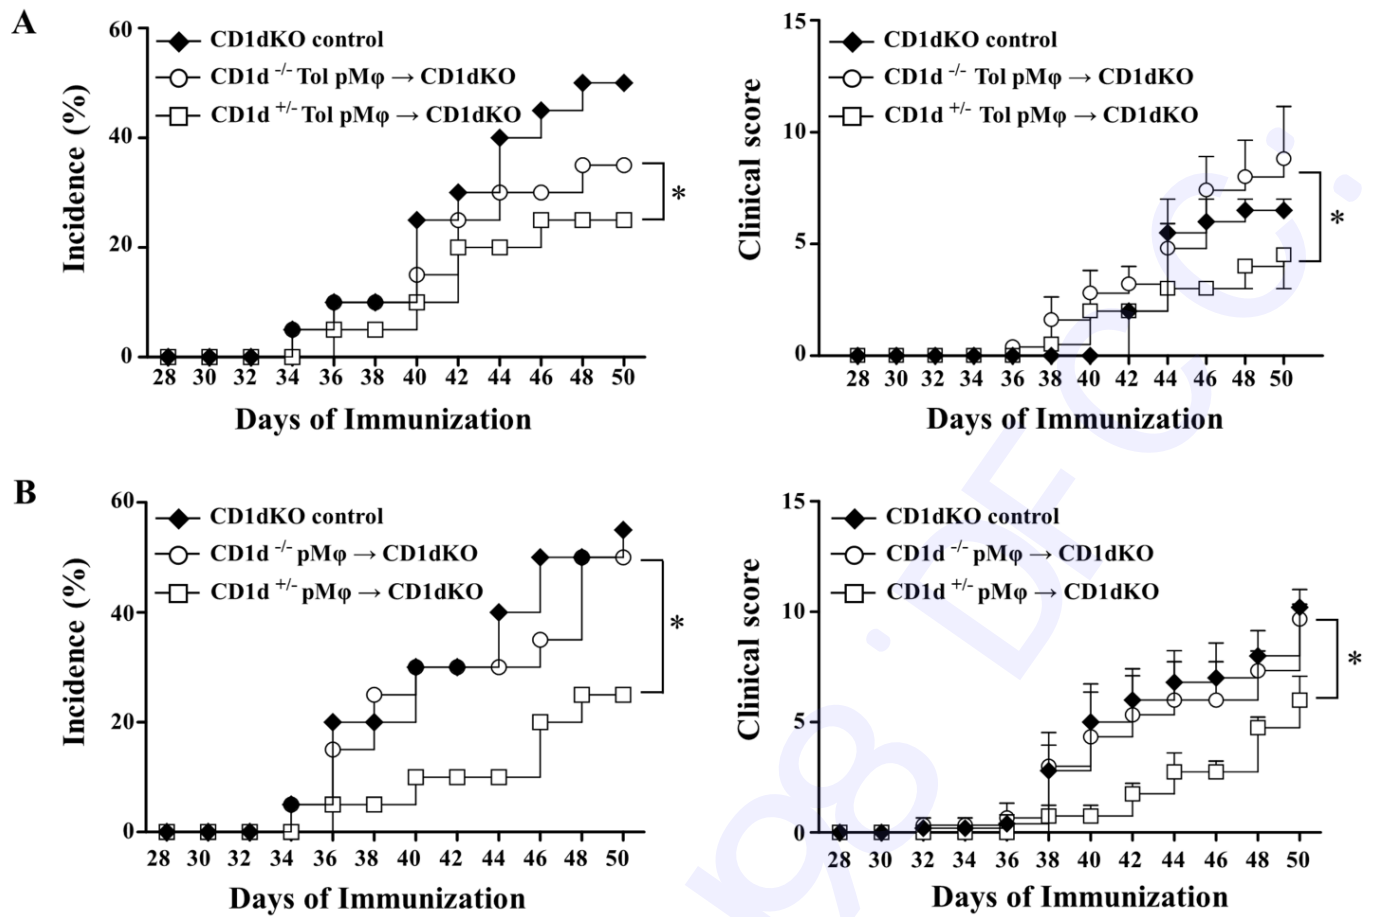 A
60
40
20
0
Incidence (%)
CD1dKO control
CD1d -/- Tol pMφ → CD1dKO
CD1d +/- Tol pMφ → CD1dKO
*
28 30 32 34 36 38 40 42 44 46 48 50
Days of Immunization
15
10
5
0
Clinical score
CD1dKO control
CD1d -/- Tol pMφ → CD1dKO
CD1d +/- Tol pMφ → CD1dKO
*
28 30 32 34 36 38 40 42 44 46 48 50
Days of Immunization
B
60
40
20
0
Incidence (%)
CD1dKO control
CD1d -/- pMφ → CD1dKO
CD1d +/- pMφ → CD1dKO
*
28 30 32 34 36 38 40 42 44 46 48 50
Days of Immunization
15
10
5
0
Clinical score
CD1dKO control
CD1d -/- pMφ → CD1dKO
CD1d +/- pMφ → CD1dKO
*
28 30 32 34 36 38 40 42 44 46 48 50
Days of Immunization